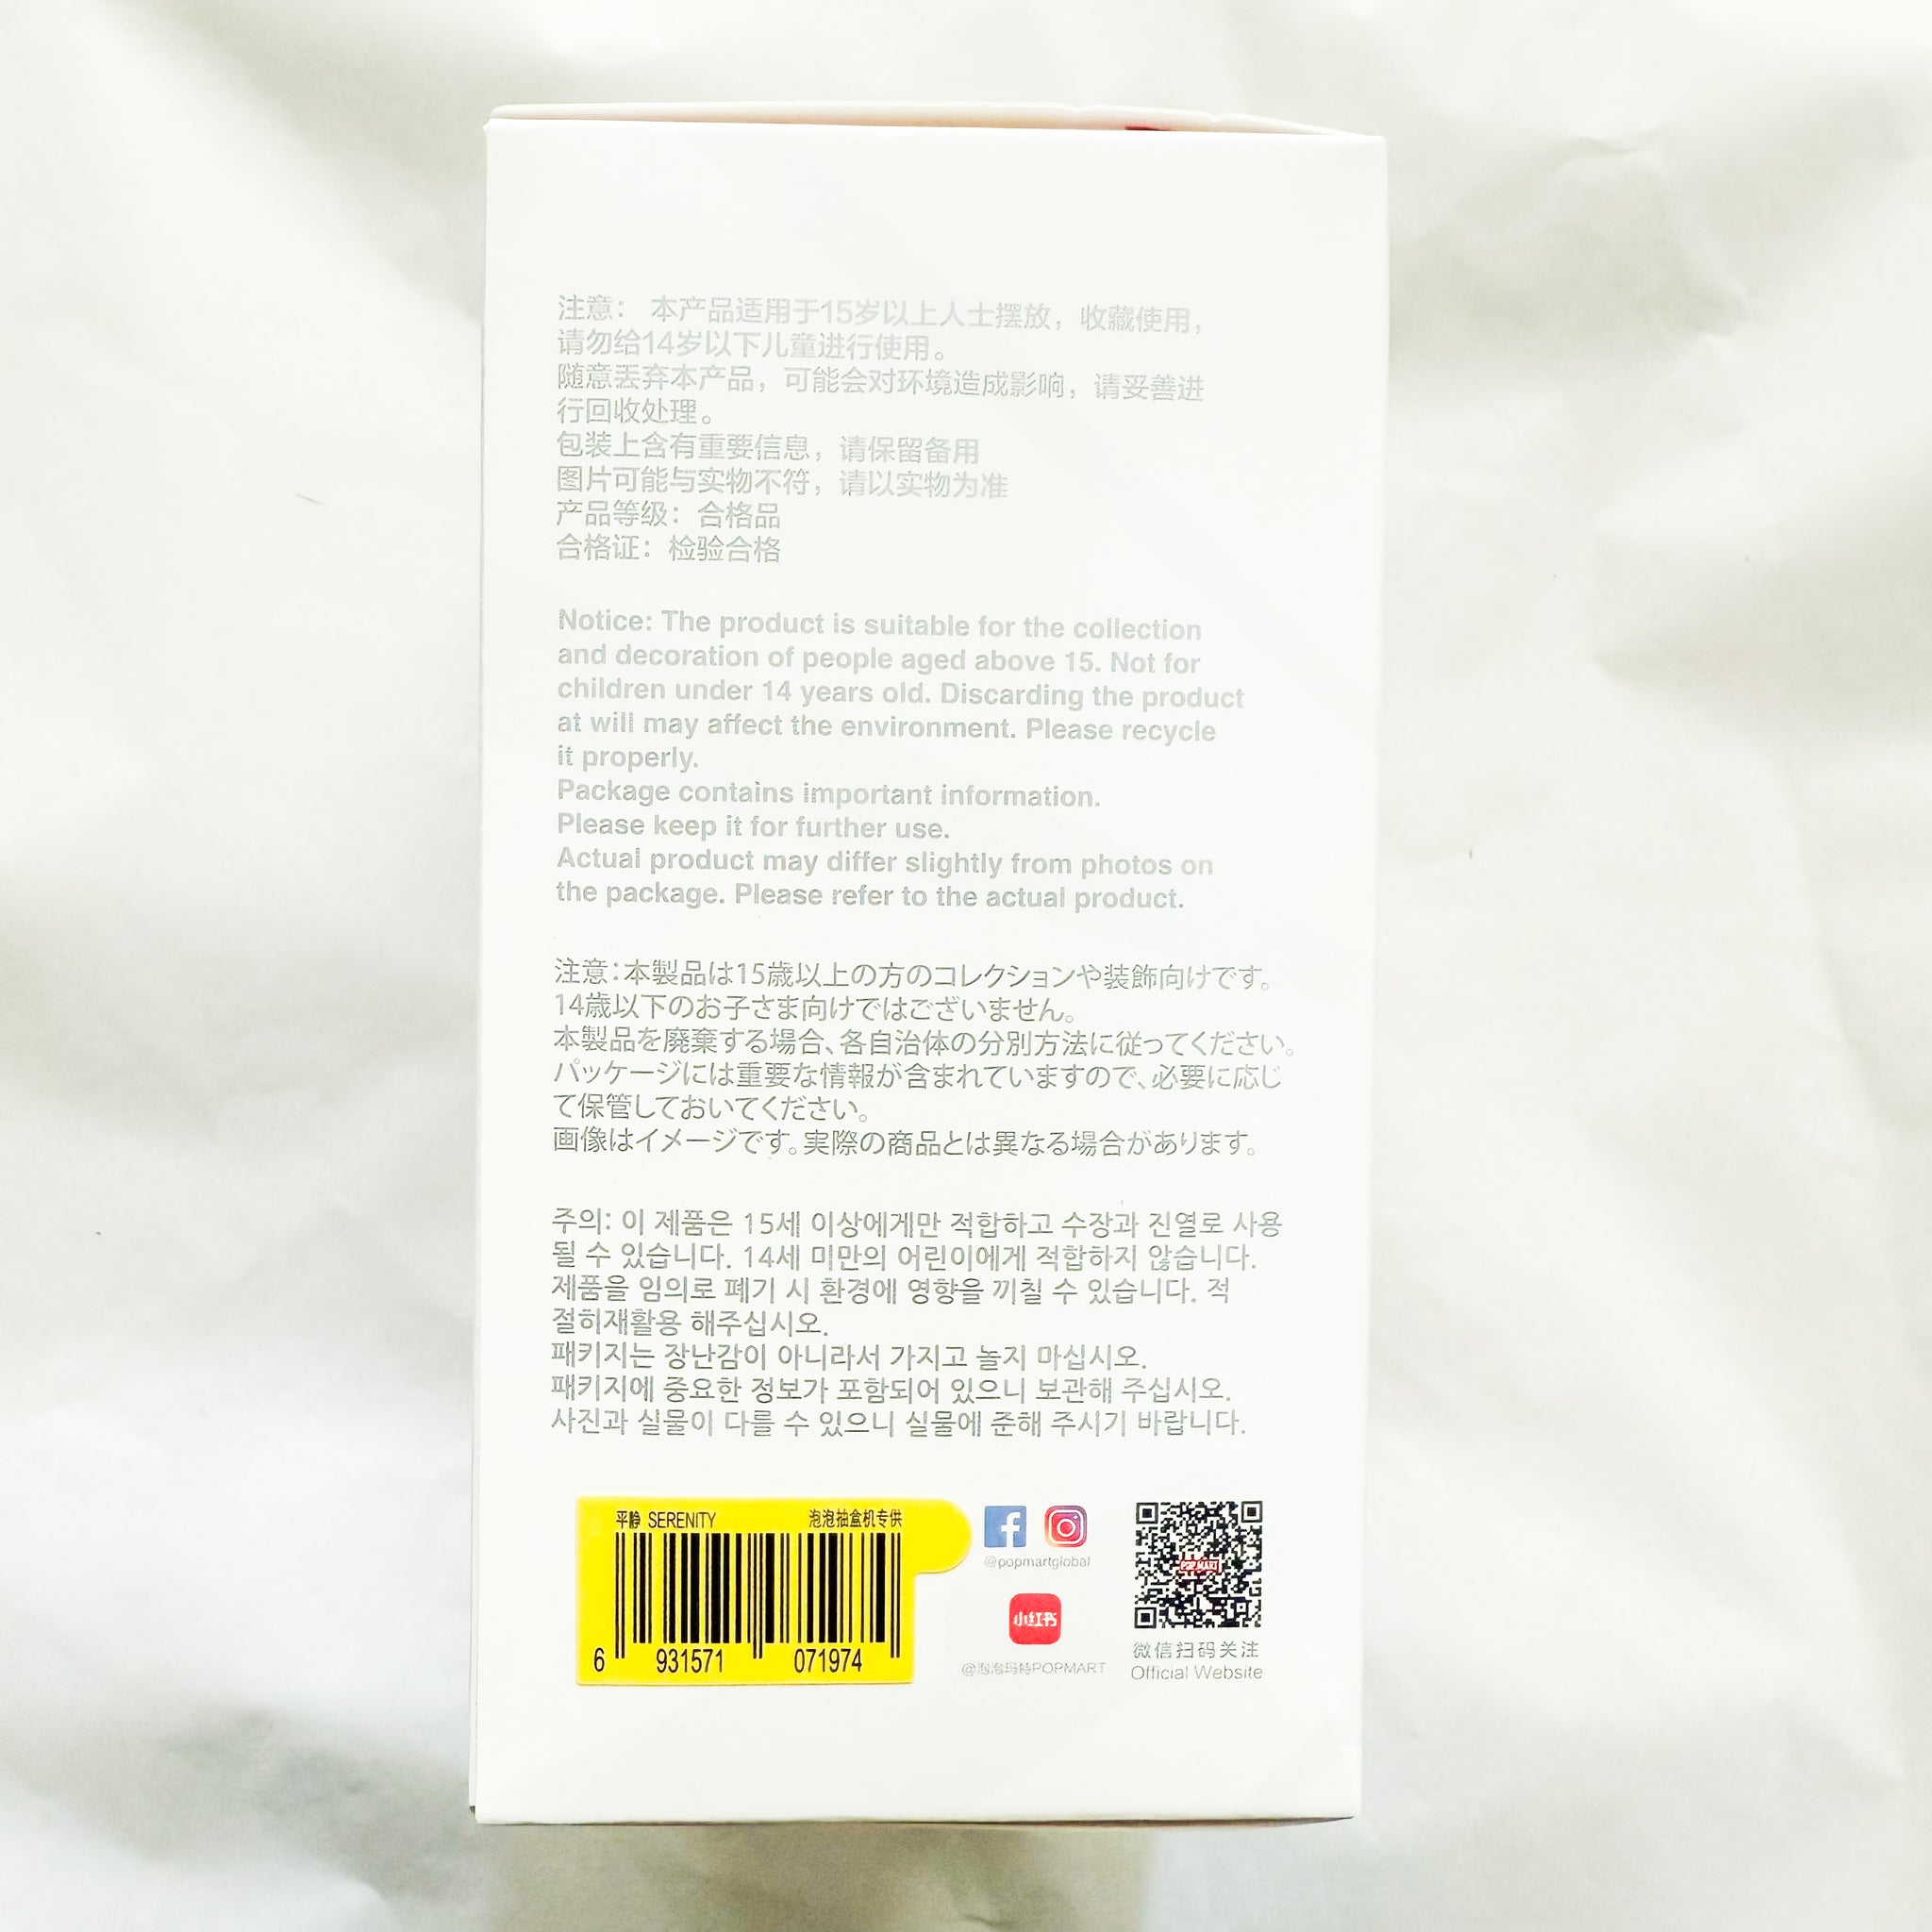 注意： 本产品适用于15岁以上人士摆放，收藏使用，
请勿给14岁以下儿童进行使用。
随意丢弃本产品，可能会对环境造成影响，请妥善进
行回收处理。
包装上含有重要信息，请保留备用
图片可能与实物不符，请以实物为准
产品等级：合格品
合格证：检验合格
Notice: The product is suitable for the collection
and decoration of people aged above 15. Not for
children under 14 years old. Discarding the product
at will may affect the environment. Please recycle
it properly.
Package contains important information.
Please keep it for further use.
Actual product may differ slightly from photos on
the package. Please refer to the actual product.
注意：本製品は15歳以上の方のコレクションや装飾向けです。
14歳以下のお子さま向けではございません。
本製品を廃棄する場合、各自治体の分別方法に従ってください。
パッケージには重要な情報が含まれていますので、必要に応じ
て保管しておいてください。
画像はイメージです。実際の商品とは異なる場合があります。
주의: 이 제품은 15세 이상에게만 적합하고 수장과 진열로 사용
될 수 있습니다. 14세 미만의 어린이에게 적합하지 않습니다.
제품을 임의로 폐기 시 환경에 영향을 끼칠 수 있습니다. 적
절히재활용 해주십시오.
패키지는 장난감이 아니라서 가지고 놀지 마십시오.
패키지에 중요한 정보가 포함되어 있으니 보관해 주십시오.
사진과 실물이 다를 수 있으니 실물에 준해 주시기 바랍니다.
平静 SERENITY 泡泡抽盒机专供
6 931571 071974
@popmartglobal
小红书
@泡泡玛特POPMART
POP MART
微信扫码关注
Official Website